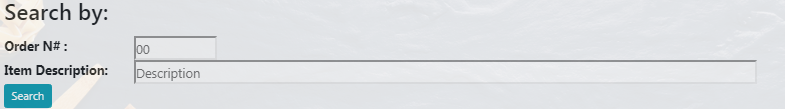 Search by:
Order N# : 00
Item Description: Description
Search